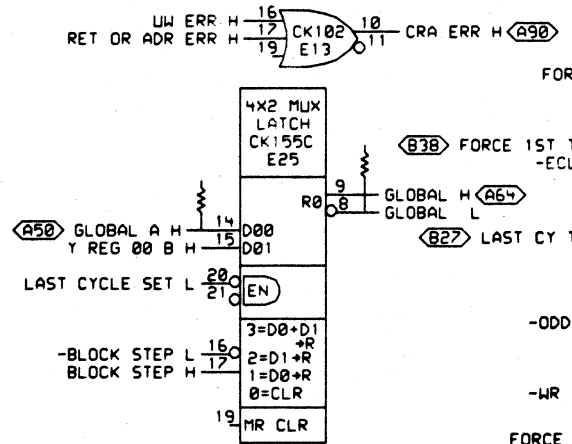 UW ERR H 16
RET OR ADR ERR H 17
19
CK102
E13
10 CRA ERR H A90
11
FOR
4X2 MUX
LATCH
CK155C
E25
B38 FORCE 1ST T
-ECL
R0
9 GLOBAL H A64
8 GLOBAL L
A50 GLOBAL A H 14 D00
Y REG 00 B H 15 D01
B27 LAST CY T
LAST CYCLE SET L 20
21
EN
-ODD
3=D0+D1
→R
-BLOCK STEP L 16
2=D1→R
BLOCK STEP H 17
1=D0→R
0=CLR
-WR
19 MR CLR
FORCE